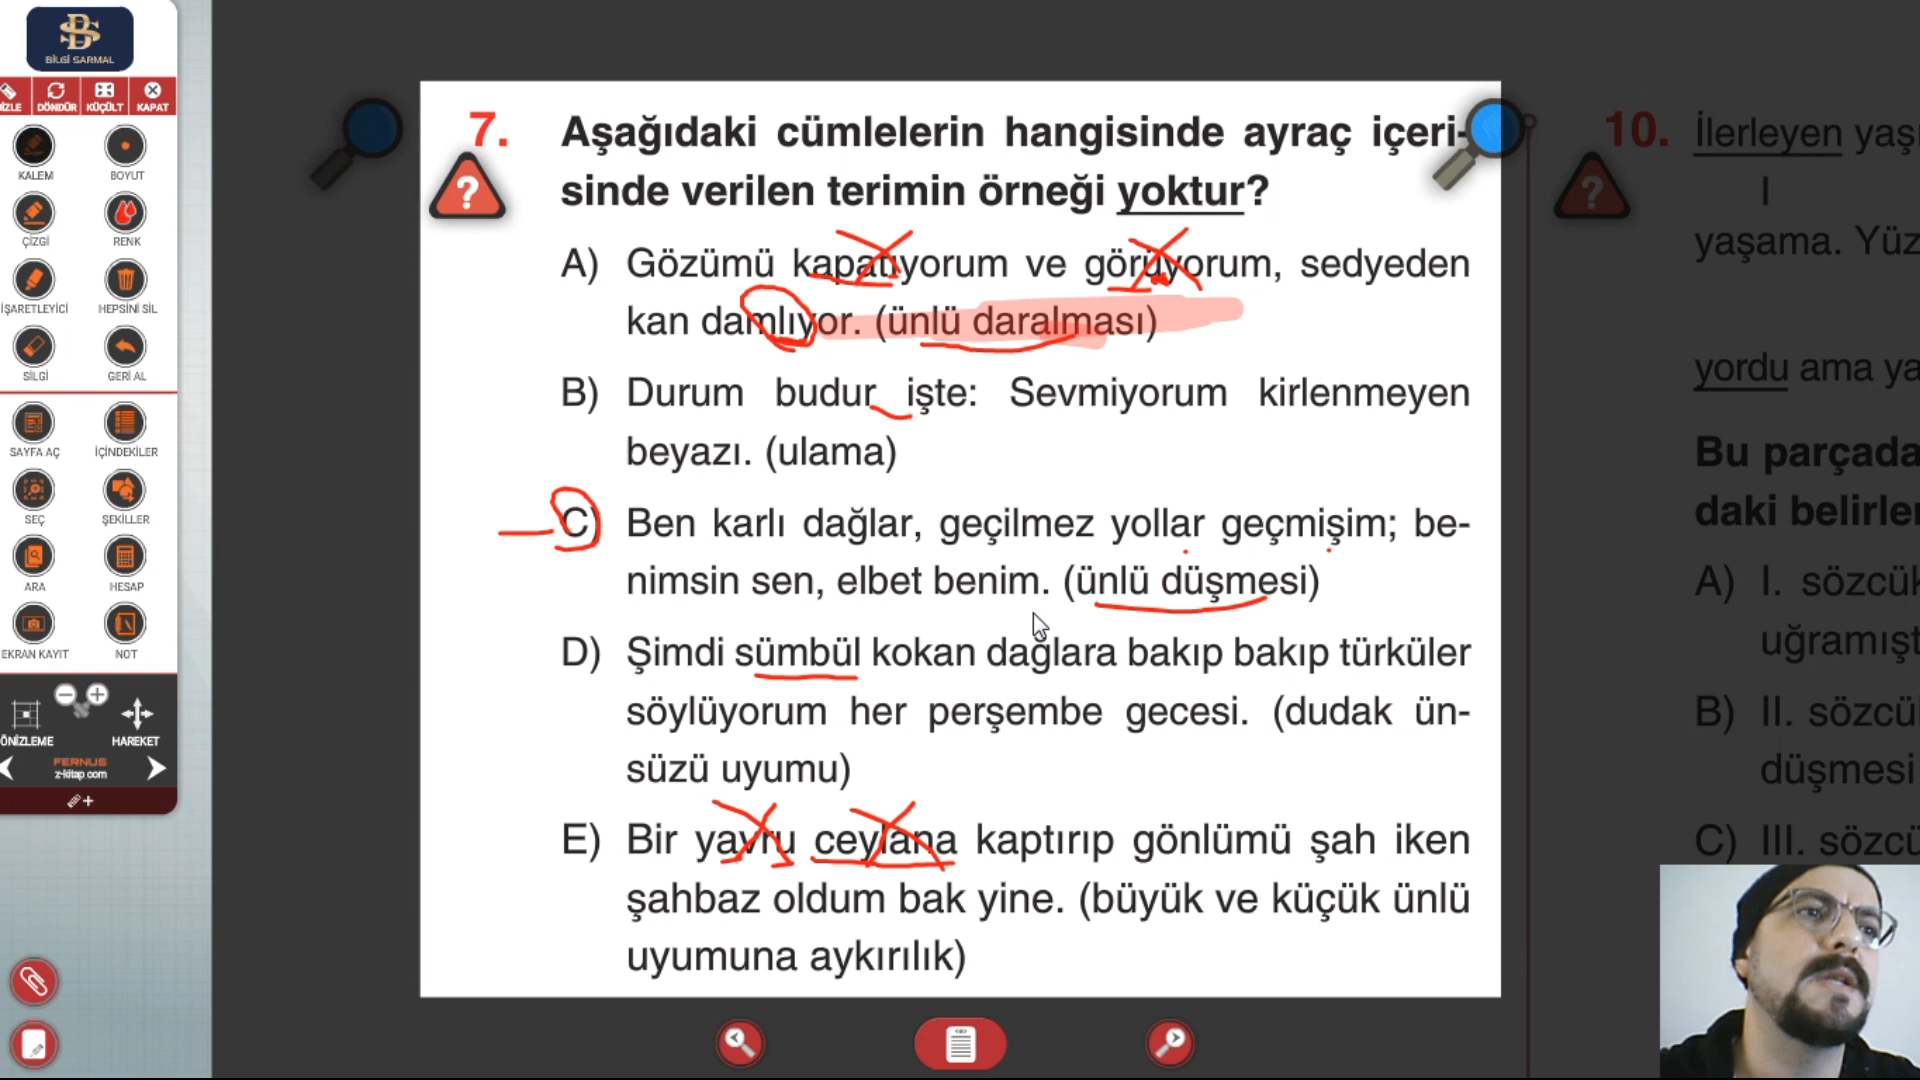 BİLGİ SARMAL
İZLE DÖNDÜR KÜÇÜLT KAPAT
KALEM BOYUT
ÇİZGİ RENK
İŞARETLEYİCİ HEPSİNİ SİL
SİLGİ GERİ AL
SAYFA AÇ İÇİNDEKİLER
SEÇ ŞEKİLLER
ARA HESAP
EKRAN KAYIT NOT
ÖNİZLEME HAREKET
FERNUS
z-kitap.com
7. Aşağıdaki cümlelerin hangisinde ayraç içeri-
sinde verilen terimin örneği yoktur?
A) Gözümü kapatıyorum ve görüyorum, sedyeden
kan damlıyor. (ünlü daralması)
B) Durum budur işte: Sevmiyorum kirlenmeyen
beyazı. (ulama)
C) Ben karlı dağlar, geçilmez yollar geçmişim; be-
nimsin sen, elbet benim. (ünlü düşmesi)
D) Şimdi sümbül kokan dağlara bakıp bakıp türküler
söylüyorum her perşembe gecesi. (dudak ün-
süzü uyumu)
E) Bir yavru ceylana kaptırıp gönlümü şah iken
şahbaz oldum bak yine. (büyük ve küçük ünlü
uyumuna aykırılık)
10. İlerleyen yaşı
I
yaşama. Yüz
yordu ama ya
Bu parçada
daki belirle
A) I. sözcük
uğramışt
B) II. sözcü
düşmesi
C) III. sözcü